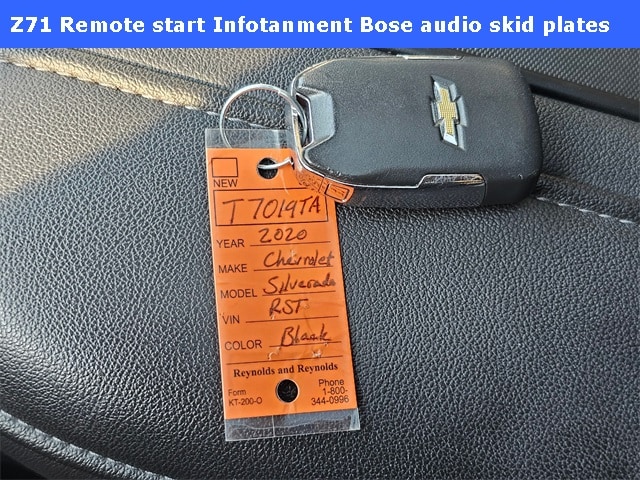 Z71 Remote start Infotanment Bose audio skid plates
NEW
T7019TA
YEAR 2020
MAKE Chevrolet
MODEL Silverado
VIN RST
COLOR Black
Reynolds and Reynolds
Form Phone
KT-200-O 1-800-
344-0996